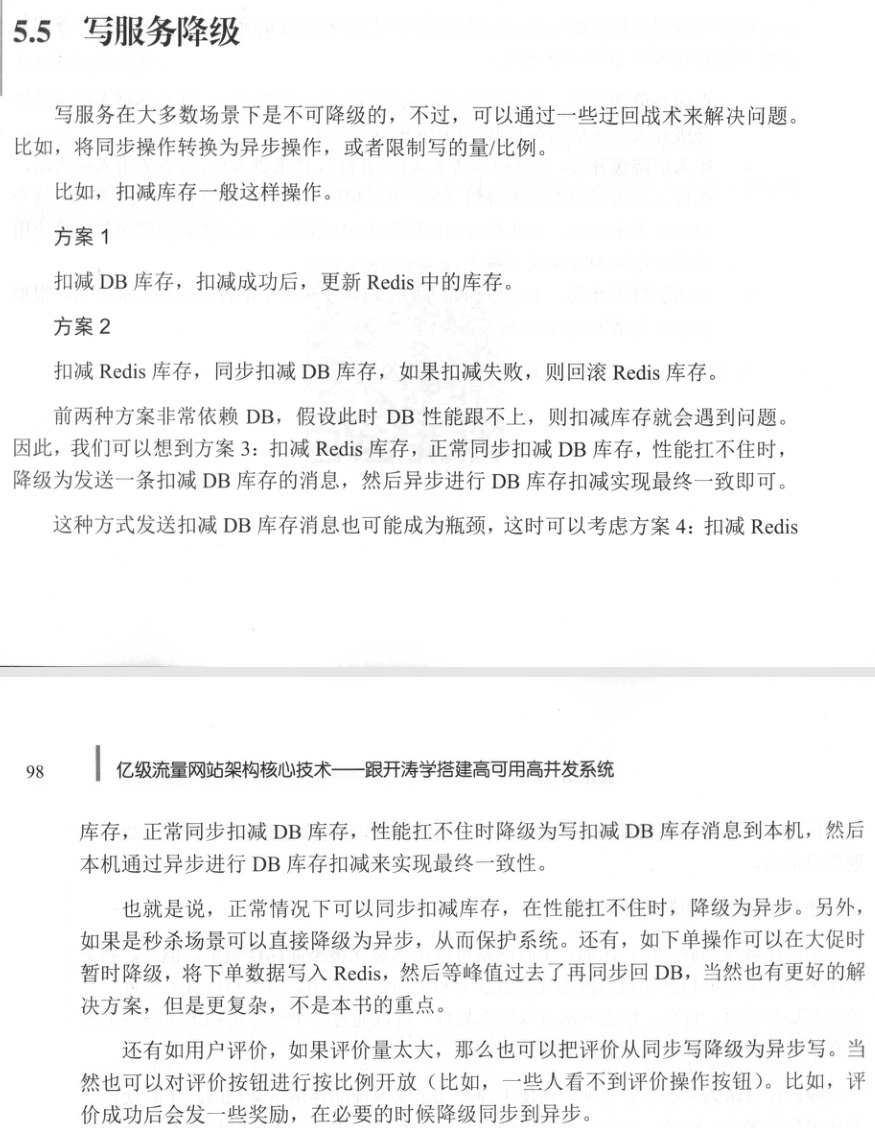 5.5 写服务降级
写服务在大多数场景下是不可降级的，不过，可以通过一些迂回战术来解决问题。
比如，将同步操作转换为异步操作，或者限制写的量/比例。
比如，扣减库存一般这样操作。
方案 1
扣减 DB 库存，扣减成功后，更新 Redis 中的库存。
方案 2
扣减 Redis 库存，同步扣减 DB 库存，如果扣减失败，则回滚 Redis 库存。
前两种方案非常依赖 DB，假设此时 DB 性能跟不上，则扣减库存就会遇到问题。
因此，我们可以想到方案 3：扣减 Redis 库存，正常同步扣减 DB 库存，性能扛不住时，
降级为发送一条扣减 DB 库存的消息，然后异步进行 DB 库存扣减实现最终一致即可。
这种方式发送扣减 DB 库存消息也可能成为瓶颈，这时可以考虑方案 4：扣减 Redis
98 亿级流量网站架构核心技术——跟开涛学搭建高可用高并发系统
库存，正常同步扣减 DB 库存，性能扛不住时降级为写扣减 DB 库存消息到本机，然后
本机通过异步进行 DB 库存扣减来实现最终一致性。
也就是说，正常情况下可以同步扣减库存，在性能扛不住时，降级为异步。另外，
如果是秒杀场景可以直接降级为异步，从而保护系统。还有，如下单操作可以在大促时
暂时降级，将下单数据写入 Redis，然后等峰值过去了再同步回 DB，当然也有更好的解
决方案，但是更复杂，不是本书的重点。
还有如用户评价，如果评价量太大，那么也可以把评价从同步写降级为异步写。当
然也可以对评价按钮进行按比例开放（比如，一些人看不到评价操作按钮）。比如，评
价成功后会发一些奖励，在必要的时候降级同步到异步。